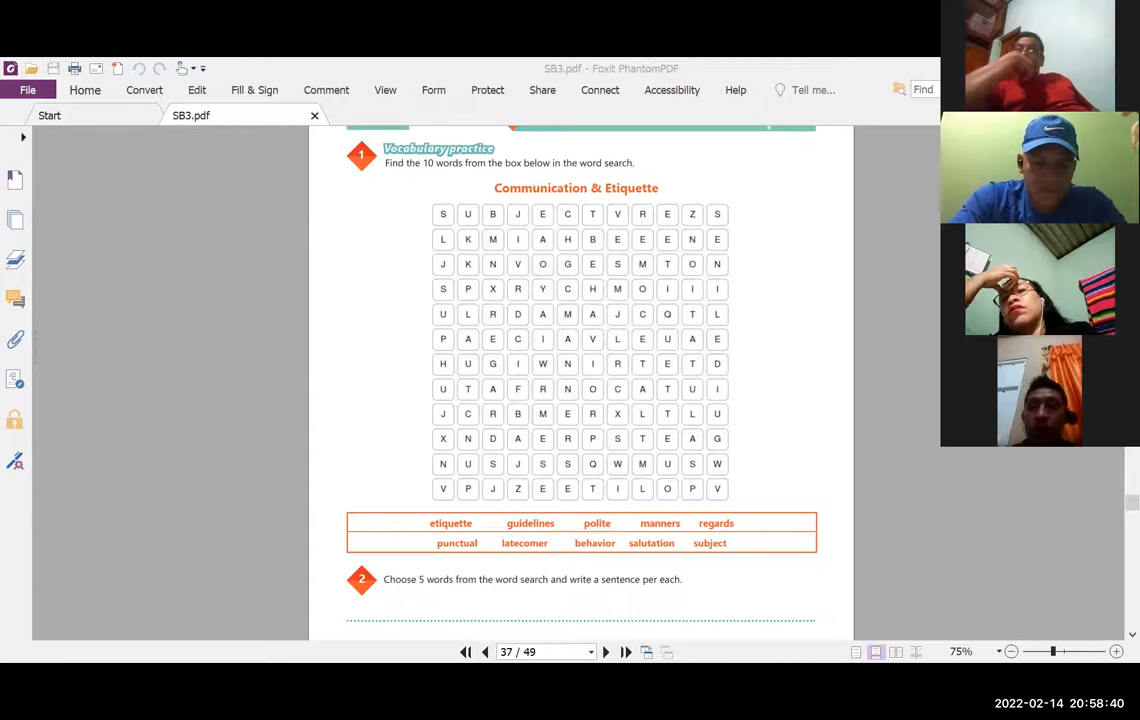 SB3.pdf - Foxit PhantomPDF
File Home Convert Edit Fill & Sign Comment View Form Protect Share Connect Accessibility Help Tell me... Find
Start SB3.pdf
1 Vocabulary practice
Find the 10 words from the box below in the word search.
Communication & Etiquette
S U B J E C T V R E Z S
L K M I A H B E E E N E
J K N V O G E S M T O N
S P X R Y C H M O I I I
U L R D A M A J C Q T L
P A E C I A V L E U A E
H U G I W N I R T E T D
U T A F R N O C A T U I
J C R B M E R X L T L U
X N D A E R P S T E A G
N U S J S S Q W M U S W
V P J Z E E T I L O P V
etiquette guidelines polite manners regards
punctual latecomer behavior salutation subject
2 Choose 5 words from the word search and write a sentence per each.
37 / 49
75%
2022-02-14 20:58:40